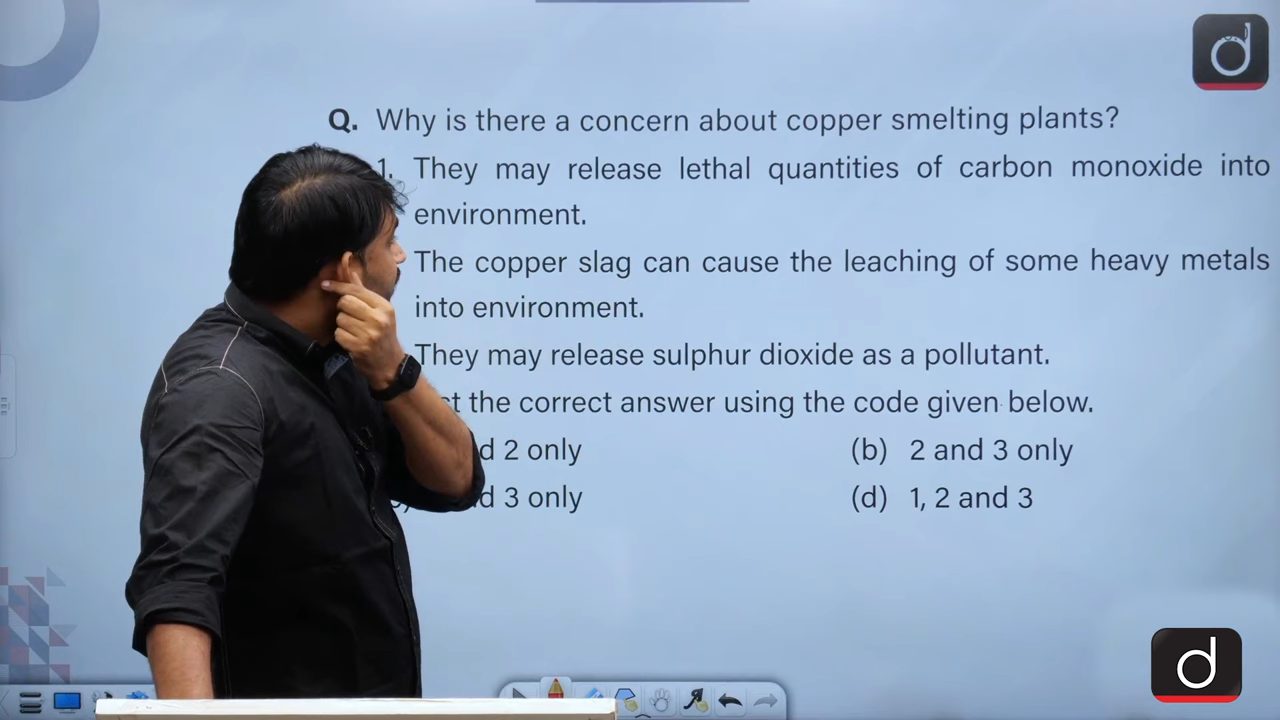 Q. Why is there a concern about copper smelting plants?
1. They may release lethal quantities of carbon monoxide into
environment.
The copper slag can cause the leaching of some heavy metals
into environment.
They may release sulphur dioxide as a pollutant.
the correct answer using the code given below.
2 only
(b) 2 and 3 only
3 only
(d) 1, 2 and 3
d
d